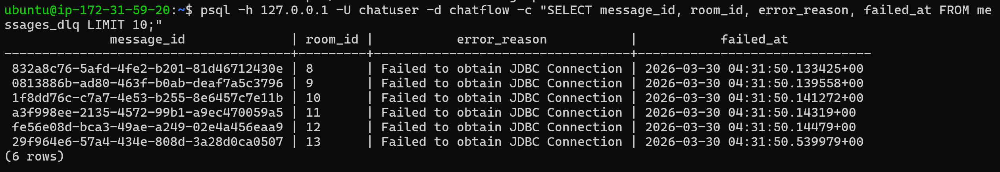 ubuntu@ip-172-31-59-20:~$ psql -h 127.0.0.1 -U chatuser -d chatflow -c "SELECT message_id, room_id, error_reason, failed_at FROM me
ssages_dlq LIMIT 10;"
              message_id              | room_id |           error_reason           |           failed_at
--------------------------------------+---------+----------------------------------+-------------------------------
 832a8c76-5afd-4fe2-b201-81d46712430e | 8       | Failed to obtain JDBC Connection | 2026-03-30 04:31:50.133425+00
 0813886b-ad80-463f-b0ab-deaf7a5c3796 | 9       | Failed to obtain JDBC Connection | 2026-03-30 04:31:50.139558+00
 1f8dd76c-c7a7-4e53-b255-8e6457c7e11b | 10      | Failed to obtain JDBC Connection | 2026-03-30 04:31:50.141272+00
 a3f998ee-2135-4572-99b1-a9ec470059a5 | 11      | Failed to obtain JDBC Connection | 2026-03-30 04:31:50.14319+00
 fe56e08d-bca3-49ae-a249-02e4a456eaa9 | 12      | Failed to obtain JDBC Connection | 2026-03-30 04:31:50.14479+00
 29f964e6-57a4-434e-808d-3a28d0ca0507 | 13      | Failed to obtain JDBC Connection | 2026-03-30 04:31:50.539979+00
(6 rows)